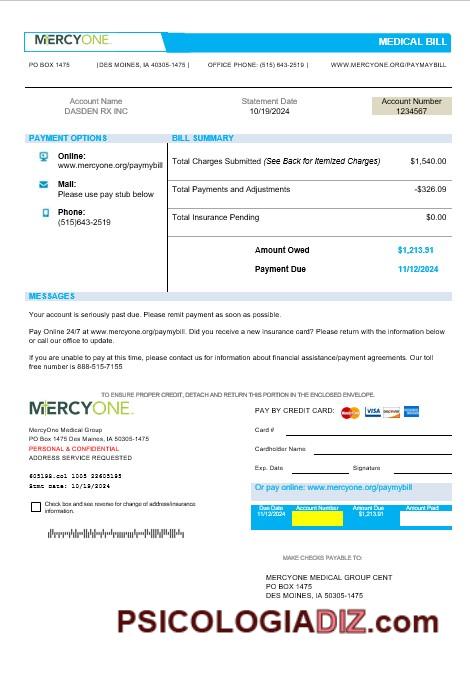 MERCYONE.
MEDICAL BILL
PO BOX 1475 |DES MOINES, IA 40305-1475 | OFFICE PHONE: (515) 643-2519 | WWW.MERCYONE.ORG/PAYMAYBILL
Account Name Statement Date Account Number
DASDEN RX INC 10/19/2024 1234567
PAYMENT OPTIONS
Online:
www.mercyone.org/paymybill
Mail:
Please use pay stub below
Phone:
(515)643-2519
BILL SUMMARY
Total Charges Submitted (See Back for Itemized Charges) $1,540.00
Total Payments and Adjustments -$326.09
Total Insurance Pending $0.00
Amount Owed $1,213.91
Payment Due 11/12/2024
MESSAGES
Your account is seriously past due. Please remit payment as soon as possible.
Pay Online 24/7 at www.mercyone.org/paymybill. Did you receive a new insurance card? Please return with the information below
or call our office to update.
If you are unable to pay at this time, please contact us for information about financial assistance/payment agreements. Our toll
free number is 888-515-7155
TO ENSURE PROPER CREDIT, DETACH AND RETURN THIS PORTION IN THE ENCLOSED ENVELOPE.
MERCYONE.
MercyOne Medical Group
PO Box 1475 Des Maines, IA 50305-1475
PERSONAL & CONFIDENTIAL
ADDRESS SERVICE REQUESTED
605198.col 1005 22605193
Stmt date: 10/19/2024
Check box and see reverse for change of address/insurance
information.
PAY BY CREDIT CARD: MasterCard VISA DISCOVER
Card #
Cardholder Name
Exp. Date Signature
Or pay online: www.mercyone.org/paymybill
Due Date Account Number Amount Due Amount Paid
11/12/2024 $1,213.91
MAKE CHECKS PAYABLE TO:
MERCYONE MEDICAL GROUP CENT
PO BOX 1475
DES MOINES, IA 50305-1475
PSICOLOGIADIZ.com